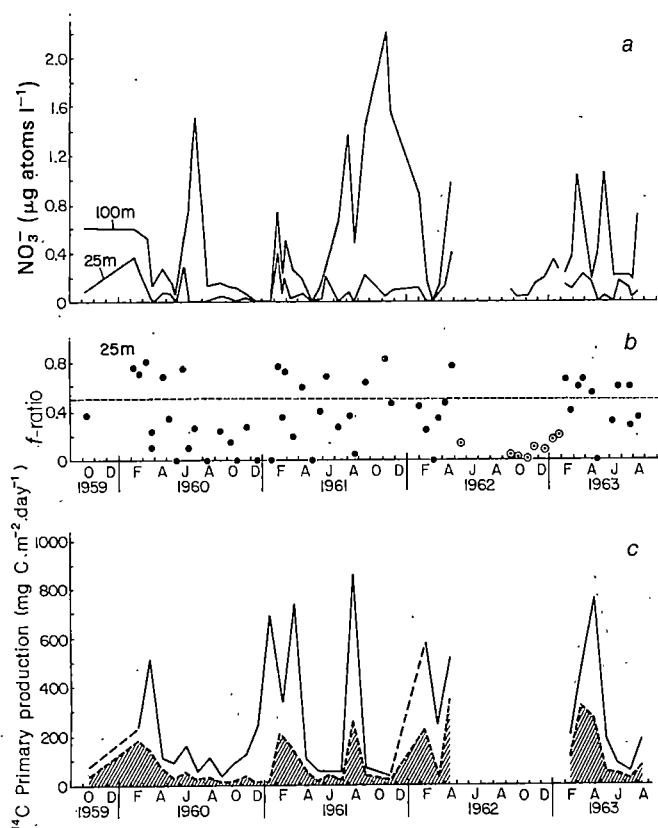 a
NO₃⁻ (µg atoms l⁻¹)
2.0
1.6
1.2
0.8
0.4
0
100m
25m
b
25m
f-ratio
0.8
0.4
0
O D F A J A O D F A J A O D F A J A O D F A J A
1959 1960 1961 1962 1963
c
¹⁴C Primary production (mg C.m⁻².day⁻¹)
1000
800
600
400
200
0
O D F A J A O D F A J A O D F A J A O D F A J A
1959 1960 1961 1962 1963